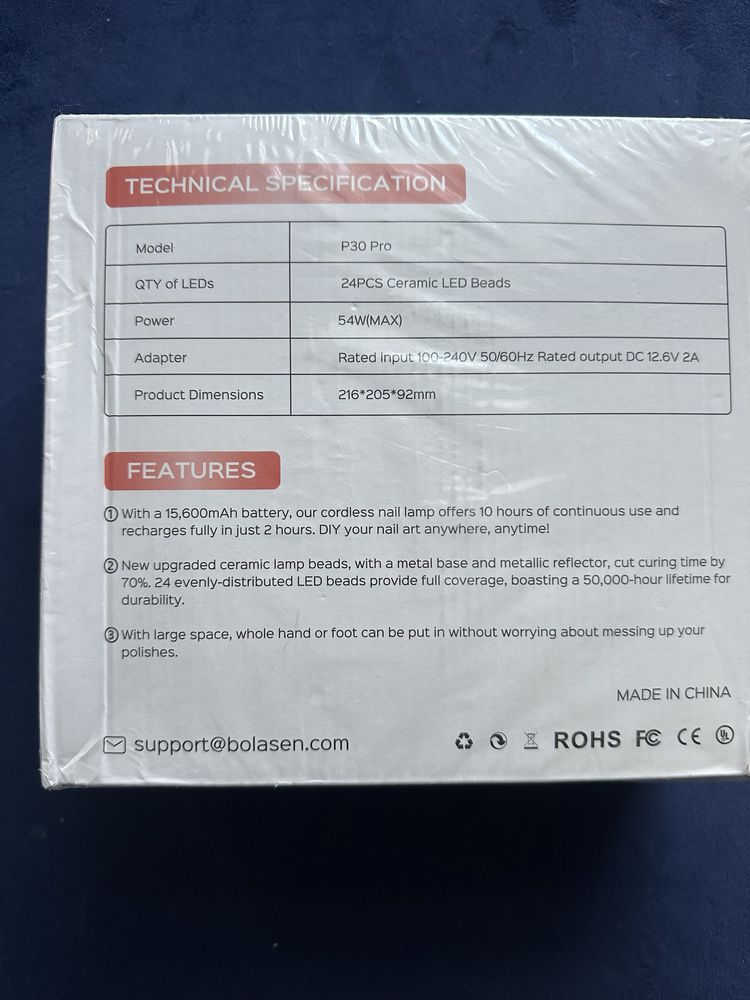 TECHNICAL SPECIFICATION
Model P30 Pro
QTY of LEDs 24PCS Ceramic LED Beads
Power 54W(MAX)
Adapter Rated input 100-240V 50/60Hz Rated output DC 12.6V 2A
Product Dimensions 216*205*92mm
FEATURES
① With a 15,600mAh battery, our cordless nail lamp offers 10 hours of continuous use and
recharges fully in just 2 hours. DIY your nail art anywhere, anytime!
② New upgraded ceramic lamp beads, with a metal base and metallic reflector, cut curing time by
70%. 24 evenly-distributed LED beads provide full coverage, boasting a 50,000-hour lifetime for
durability.
③ With large space, whole hand or foot can be put in without worrying about messing up your
polishes.
MADE IN CHINA
support@bolasen.com ROHS FC CE UL